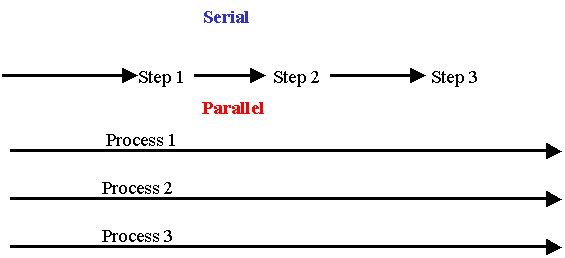 Serial
Step 1 Step 2 Step 3
Parallel
Process 1
Process 2
Process 3